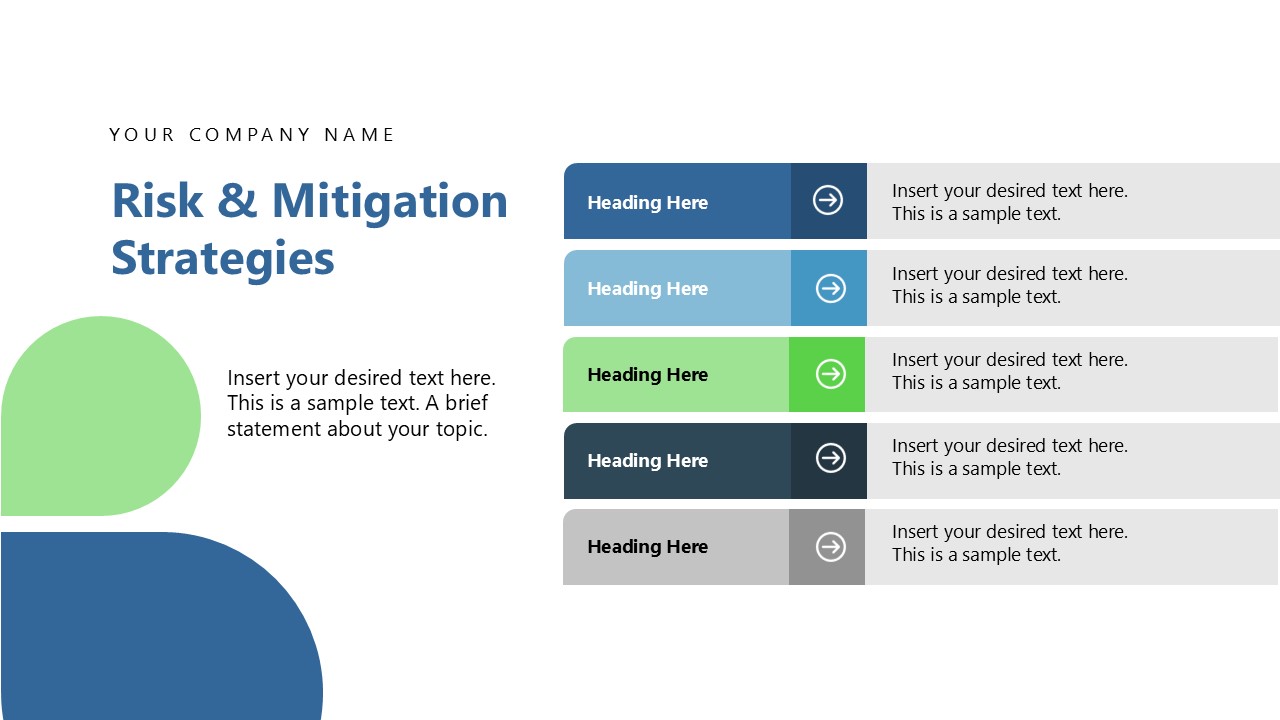 YOUR COMPANY NAME
Risk & Mitigation
Strategies
Insert your desired text here.
This is a sample text. A brief
statement about your topic.
Heading Here
Insert your desired text here.
This is a sample text.
Heading Here
Insert your desired text here.
This is a sample text.
Heading Here
Insert your desired text here.
This is a sample text.
Heading Here
Insert your desired text here.
This is a sample text.
Heading Here
Insert your desired text here.
This is a sample text.